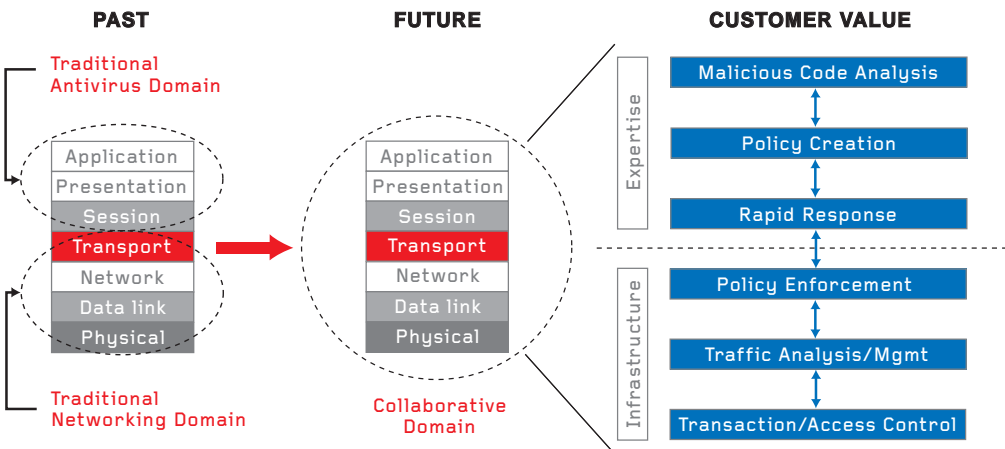 PAST
Traditional
Antivirus Domain
Application
Presentation
Session
Transport
Network
Data link
Physical
Traditional
Networking Domain
FUTURE
Application
Presentation
Session
Transport
Network
Data link
Physical
Collaborative
Domain
CUSTOMER VALUE
Expertise
Malicious Code Analysis
Policy Creation
Rapid Response
Infrastructure
Policy Enforcement
Traffic Analysis/Mgmt
Transaction/Access Control